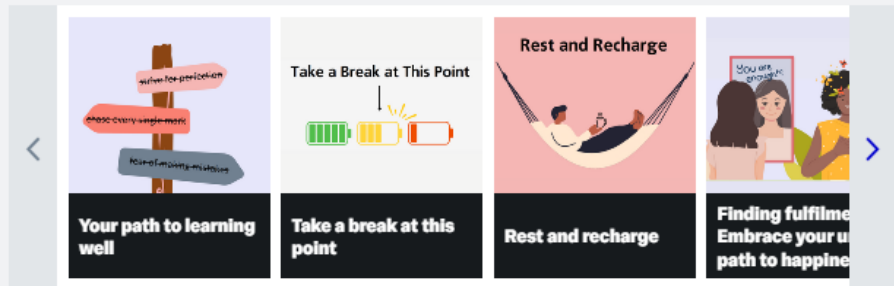 strive for perfection
chase every single mark
fear of making mistakes
Your path to learning
well
Take a Break at This Point
Take a break at this
point
Rest and Recharge
Rest and recharge
You are
enough!
Finding fulfilme
Embrace your u
path to happine